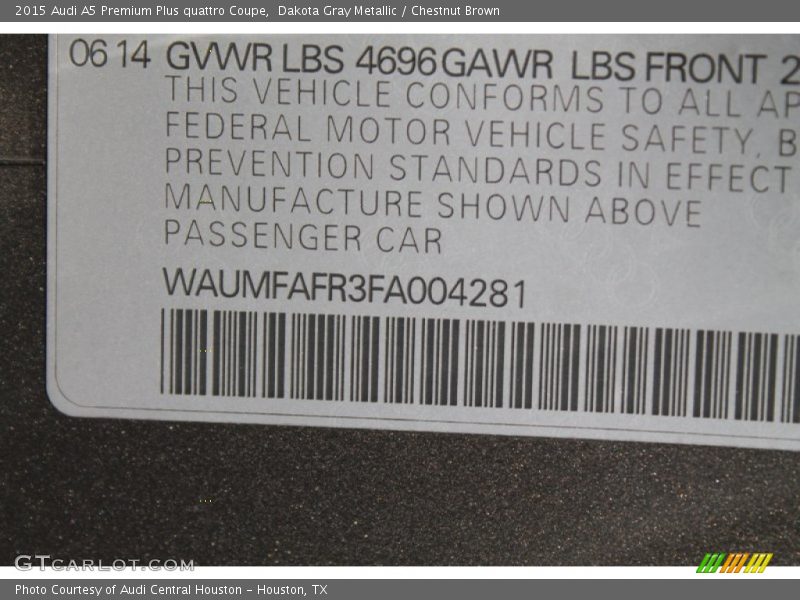 2015 Audi A5 Premium Plus quattro Coupe,  Dakota Gray Metallic / Chestnut Brown
06 14 GVWR LBS 4696 GAWR LBS FRONT 2
THIS VEHICLE CONFORMS TO ALL AP
FEDERAL MOTOR VEHICLE SAFETY, B
PREVENTION STANDARDS IN EFFECT
MANUFACTURE SHOWN ABOVE
PASSENGER CAR
WAUMFAFR3FA004281
GTcarlot.com
Photo Courtesy of Audi Central Houston - Houston, TX